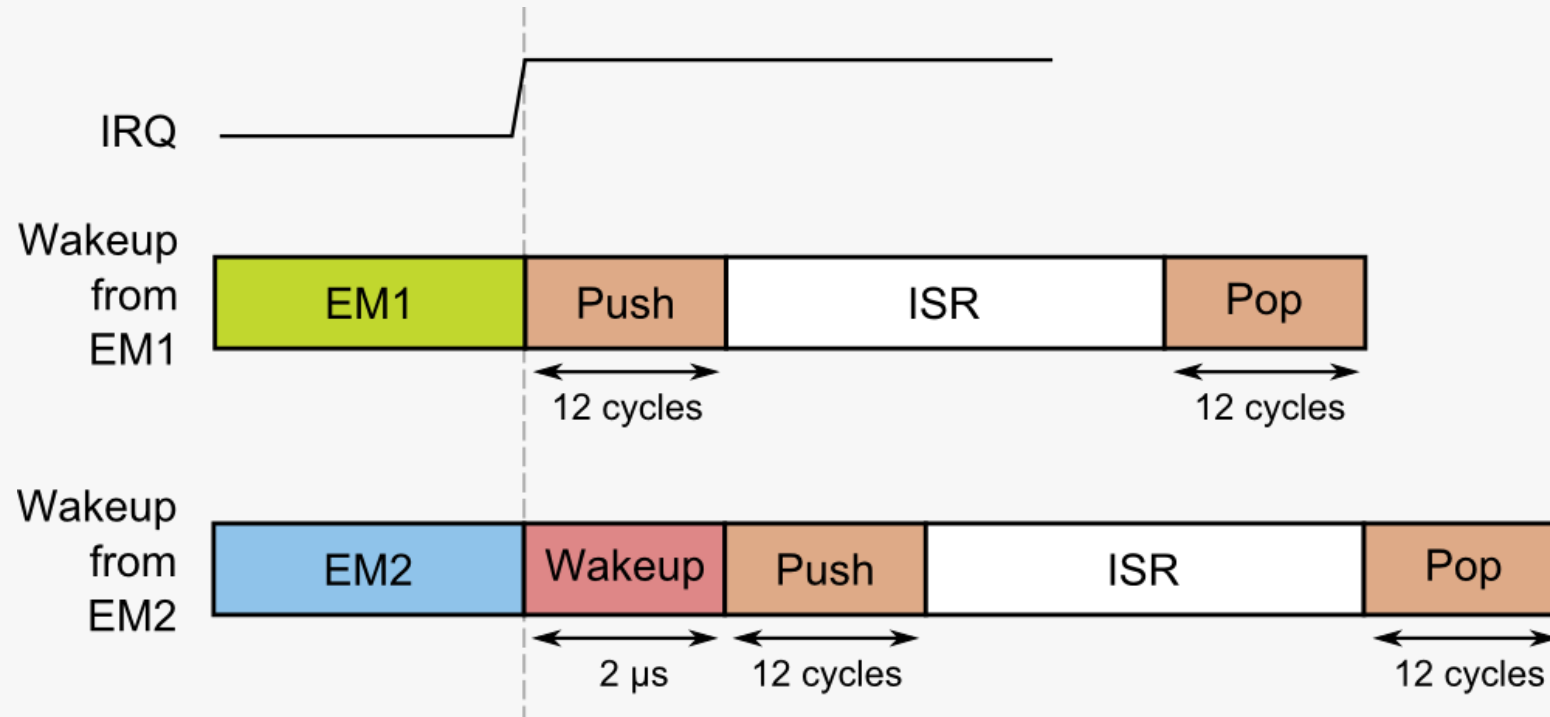 IRQ
Wakeup
from
EM1
EM1
Push
ISR
Pop
12 cycles
12 cycles
Wakeup
from
EM2
EM2
Wakeup
Push
ISR
Pop
2 µs
12 cycles
12 cycles